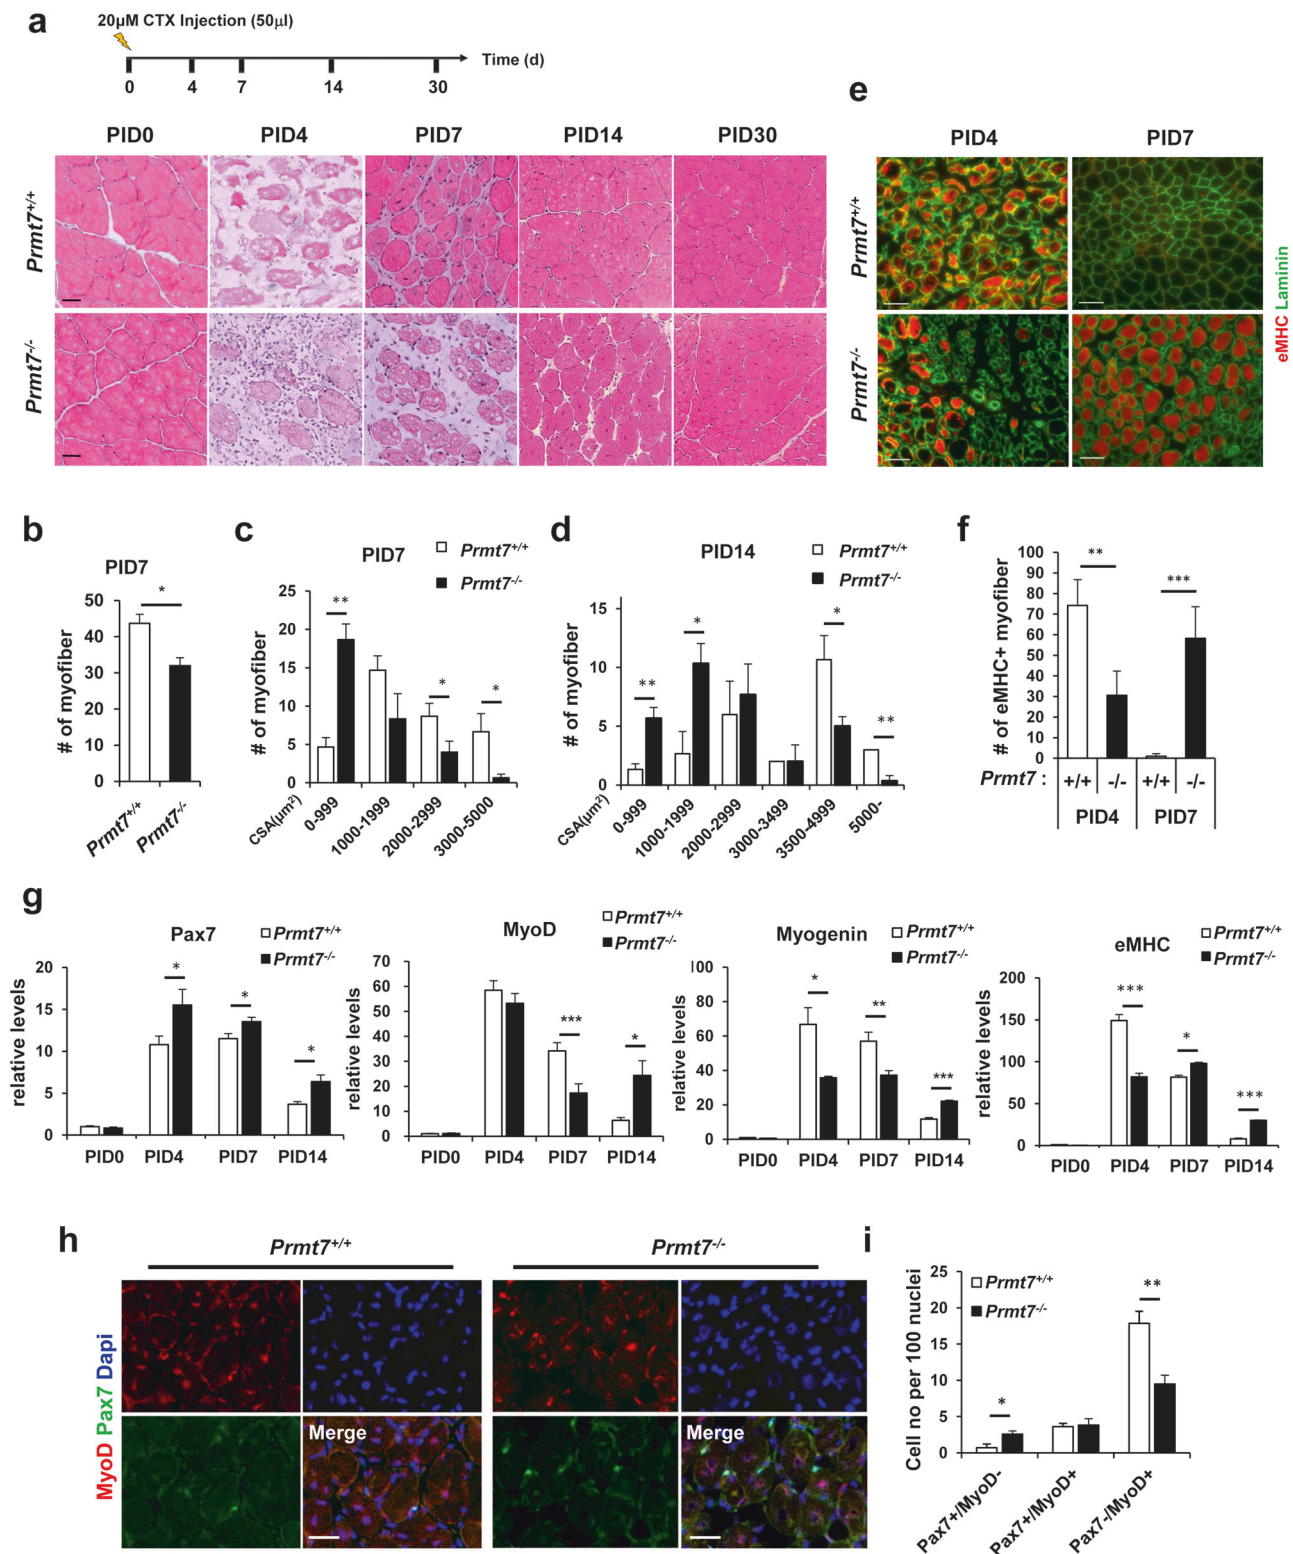 a
20µM CTX Injection (50µl)
Time (d)
0 4 7 14 30
PID0 PID4 PID7 PID14 PID30
Prmt7+/+
Prmt7-/-
e
PID4 PID7
Prmt7+/+
Prmt7-/-
eMHC Laminin
b
PID7
*
# of myofiber
50
40
30
20
10
0
Prmt7+/+
Prmt7-/-
c
PID7
Prmt7+/+
Prmt7-/-
# of myofiber
25
20
15
10
5
0
**
*
*
CSA(µm²)
0-999
1000-1999
2000-2999
3000-5000
d
PID14
Prmt7+/+
Prmt7-/-
# of myofiber
15
10
5
0
**
*
*
**
CSA(µm²)
0-999
1000-1999
2000-2999
3000-3499
3500-4999
5000-
f
# of eMHC+ myofiber
100
90
80
70
60
50
40
30
20
10
0
**
***
Prmt7 : +/+ -/- +/+ -/-
PID4 PID7
g
Pax7
Prmt7+/+
Prmt7-/-
relative levels
20
15
10
5
0
*
*
*
PID0 PID4 PID7 PID14
MyoD
Prmt7+/+
Prmt7-/-
relative levels
70
60
50
40
30
20
10
0
***
*
PID0 PID4 PID7 PID14
Myogenin
Prmt7+/+
Prmt7-/-
relative levels
100
80
60
40
20
0
*
**
***
PID0 PID4 PID7 PID14
eMHC
Prmt7+/+
Prmt7-/-
relative levels
200
150
100
50
0
***
*
***
PID0 PID4 PID7 PID14
h
Prmt7+/+
Prmt7-/-
MyoD Pax7 Dapi
Merge
Merge
i
Prmt7+/+
Prmt7-/-
Cell no per 100 nuclei
25
20
15
10
5
0
*
**
Pax7+/MyoD-
Pax7+/MyoD+
Pax7-/MyoD+